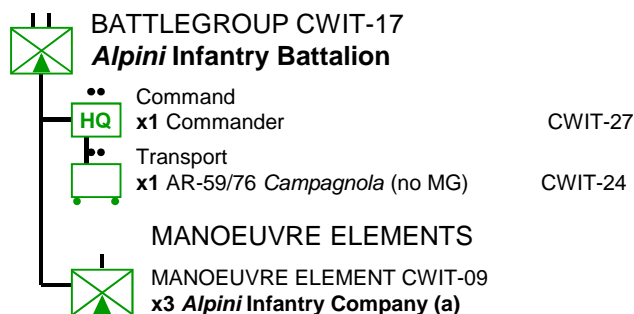 BATTLEGROUP CWIT-17
Alpini Infantry Battalion
Command
HQ x1 Commander CWIT-27
Transport
x1 AR-59/76 Campagnola (no MG) CWIT-24
MANOEUVRE ELEMENTS
MANOEUVRE ELEMENT CWIT-09
x3 Alpini Infantry Company (a)